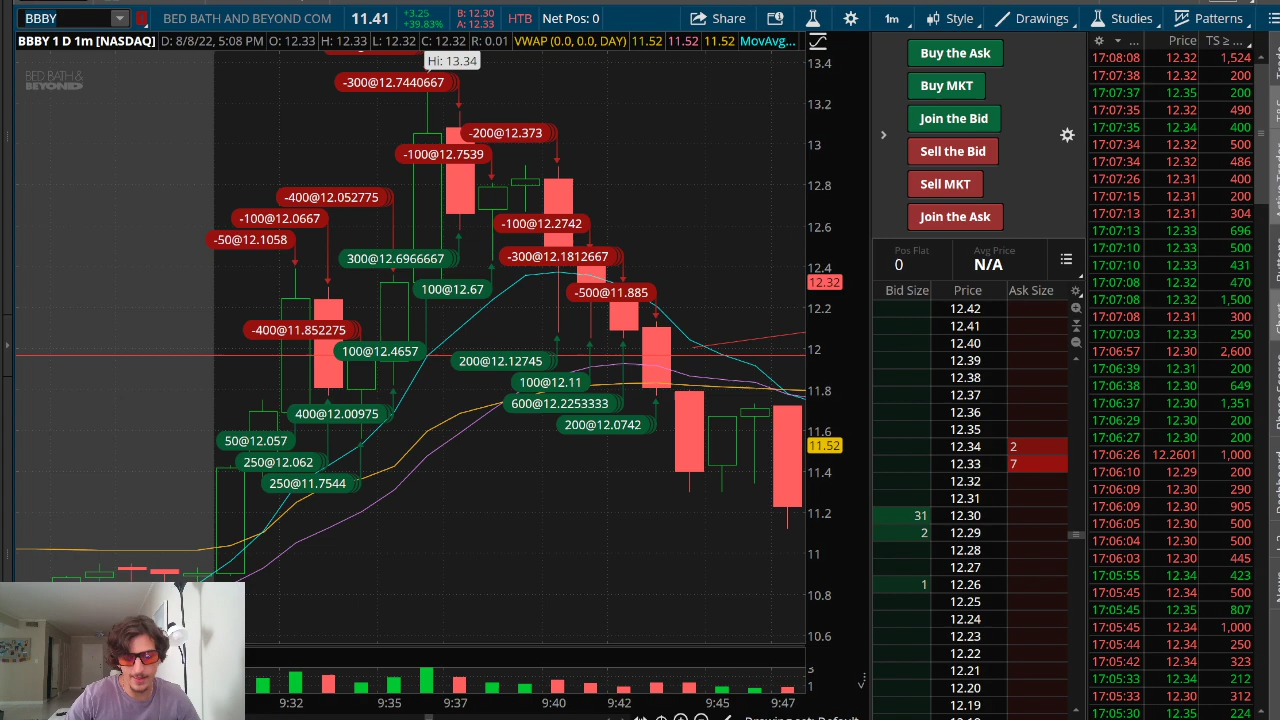 BBBY BED BATH AND BEYOND COM 11.41 +3.25 +39.83% B: 12.30 A: 12.33 HTB Net Pos: 0 Share 1m Style Drawings Studies Patterns
BBBY 1 D 1m [NASDAQ] D: 8/8/22, 5:08 PM O: 12.33 H: 12.33 L: 12.32 C: 12.32 R: 0.01 VWAP (0.0, 0.0, DAY) 11.52 11.52 11.52 MovAvg...
BED BATH &
BEYOND
Hi: 13.34
-300@12.7440667
-200@12.373
-100@12.7539
-400@12.052775
-100@12.0667
-100@12.2742
-50@12.1058
-300@12.1812667
300@12.6966667
100@12.67
-500@11.885
-400@11.852275
100@12.4657
200@12.12745
100@12.11
600@12.2253333
400@12.00975
200@12.0742
50@12.057
250@12.062
250@11.7544
13.4
13.2
13
12.8
12.6
12.4
12.32
12.2
12
11.8
11.6
11.52
11.4
11.2
11
10.8
10.6
9:32
9:35
9:37
9:40
9:42
9:45
9:47
Drawing set: Default
Buy the Ask
Buy MKT
Join the Bid
Sell the Bid
Sell MKT
Join the Ask
Pos Flat Avg Price
0 N/A
Bid Size Price Ask Size
12.42
12.41
12.40
12.39
12.38
12.37
12.36
12.35
12.34 2
12.33 7
12.32
12.31
31 12.30
2 12.29
12.28
12.27
1 12.26
12.25
12.24
12.23
12.22
12.21
12.20
12.19
... Price TS ≥ ...
17:08:08 12.32 1,524
17:07:38 12.32 200
17:07:37 12.35 200
17:07:35 12.32 490
17:07:35 12.34 400
17:07:34 12.32 500
17:07:34 12.32 486
17:07:26 12.31 400
17:07:15 12.31 200
17:07:13 12.31 304
17:07:13 12.33 696
17:07:10 12.33 500
17:07:10 12.33 431
17:07:08 12.32 470
17:07:08 12.32 1,500
17:07:08 12.31 300
17:07:03 12.33 250
17:06:57 12.30 2,600
17:06:39 12.31 200
17:06:38 12.30 649
17:06:37 12.30 1,351
17:06:29 12.30 200
17:06:27 12.30 200
17:06:26 12.2601 1,000
17:06:10 12.29 200
17:06:09 12.30 290
17:06:09 12.30 905
17:06:05 12.30 500
17:06:04 12.30 500
17:06:03 12.30 445
17:05:55 12.34 423
17:05:45 12.34 500
17:05:45 12.35 807
17:05:45 12.34 1,000
17:05:44 12.34 250
17:05:42 12.34 323
17:05:33 12.34 212
17:05:33 12.30 312
17:05:30 12.35 224